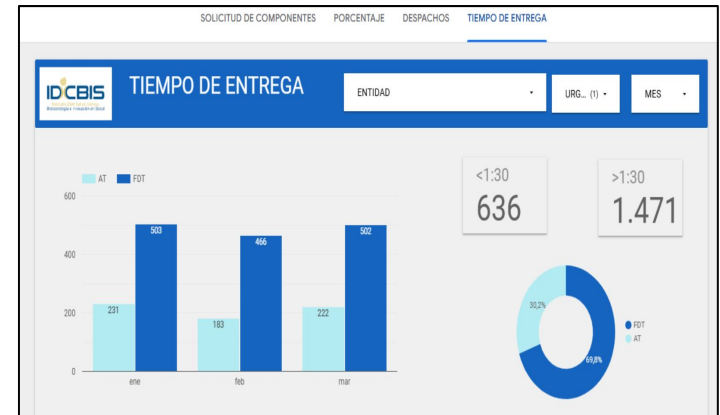 SOLICITUD DE COMPONENTES PORCENTAJE DESPACHOS TIEMPO DE ENTREGA
IDCBIS
TIEMPO DE ENTREGA
ENTIDAD
URG... (1)
MES
AT FDT
600
400
200
0
231
503
183
466
222
502
ene feb mar
<1:30
636
>1:30
1.471
30,2%
69,8%
FDT
AT